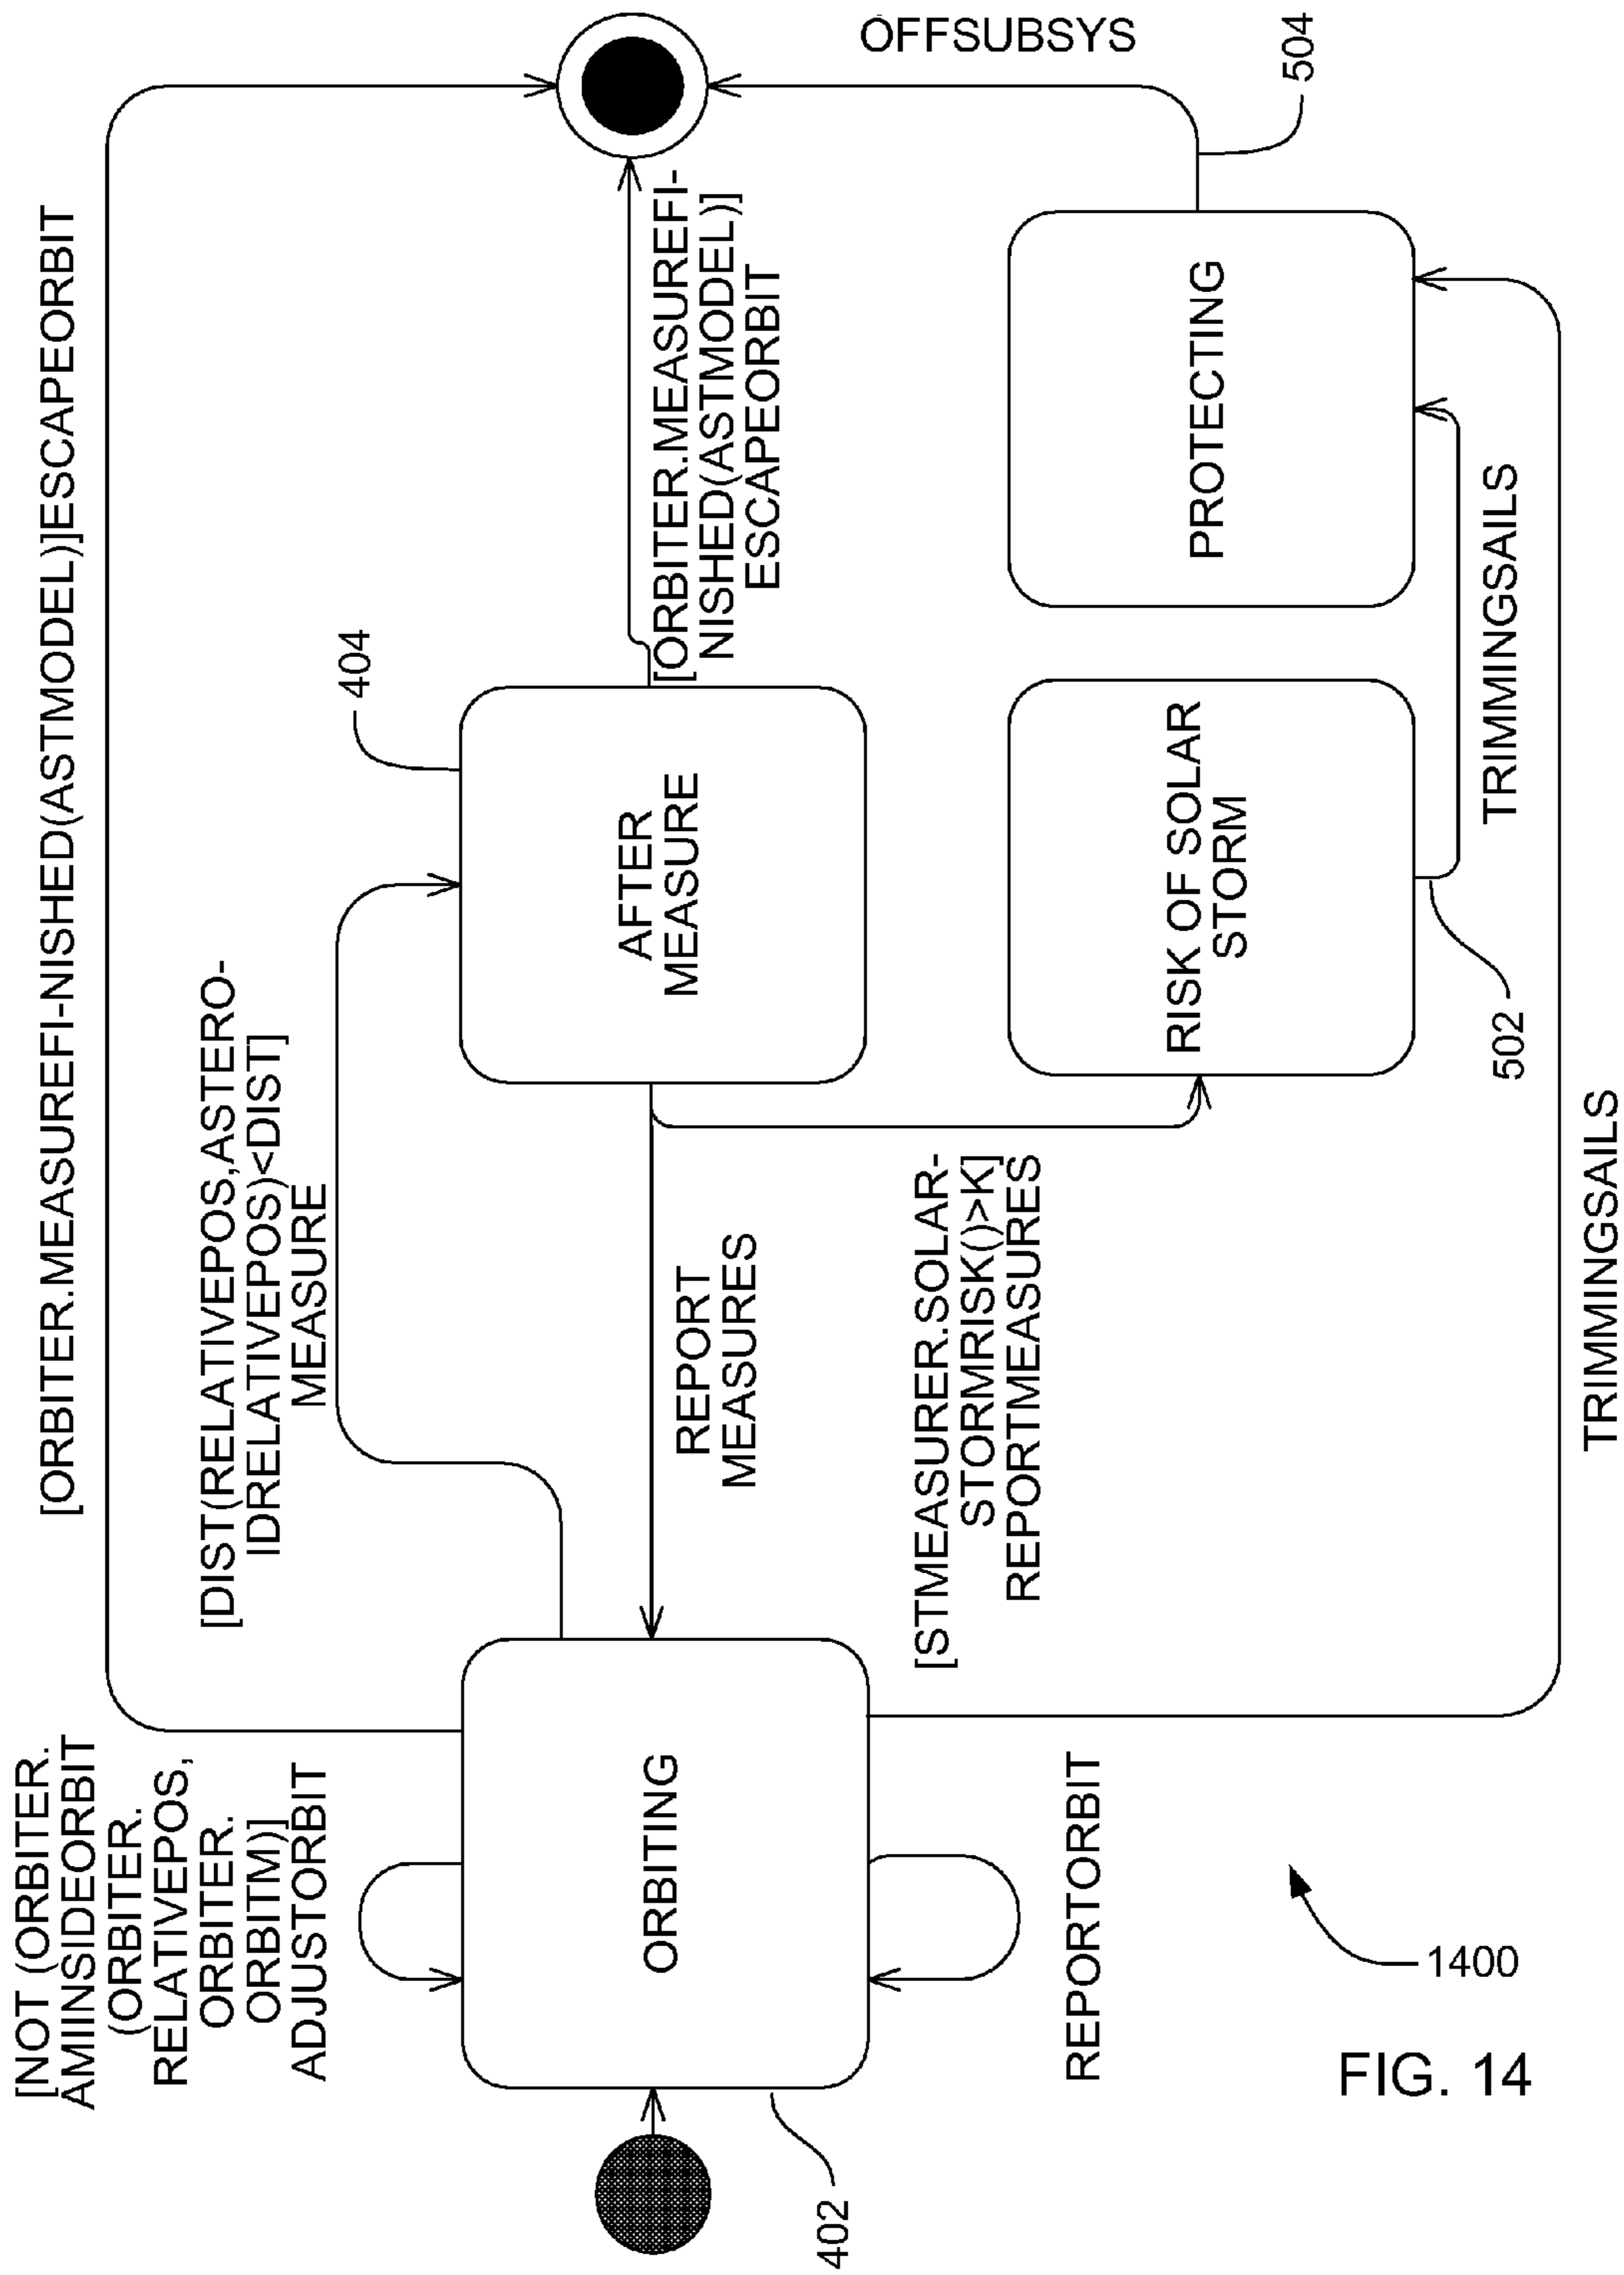 [ORBITER.MEASUREFI-NISHED(ASTMODEL)]ESCAPEORBIT
[NOT (ORBITER.
AMIINSIDEORBIT
(ORBITER.
RELATIVEPOS,
ORBITER.
ORBITM)]
ADJUSTORBIT
[DIST(RELATIVEPOS,ASTERO-
IDRELATIVEPOS)<DIST]
MEASURE
404
OFFSUBSYS
504
402
ORBITING
REPORT
MEASURES
AFTER
MEASURE
[ORBITER.MEASUREFI-
NISHED(ASTMODEL)]
ESCAPEORBIT
[STMEASURER.SOLAR-
STORMRISK()>K]
REPORTMEASURES
RISK OF SOLAR
STORM
PROTECTING
REPORTORBIT
502
TRIMMINGSAILS
TRIMMINGSAILS
1400
FIG. 14